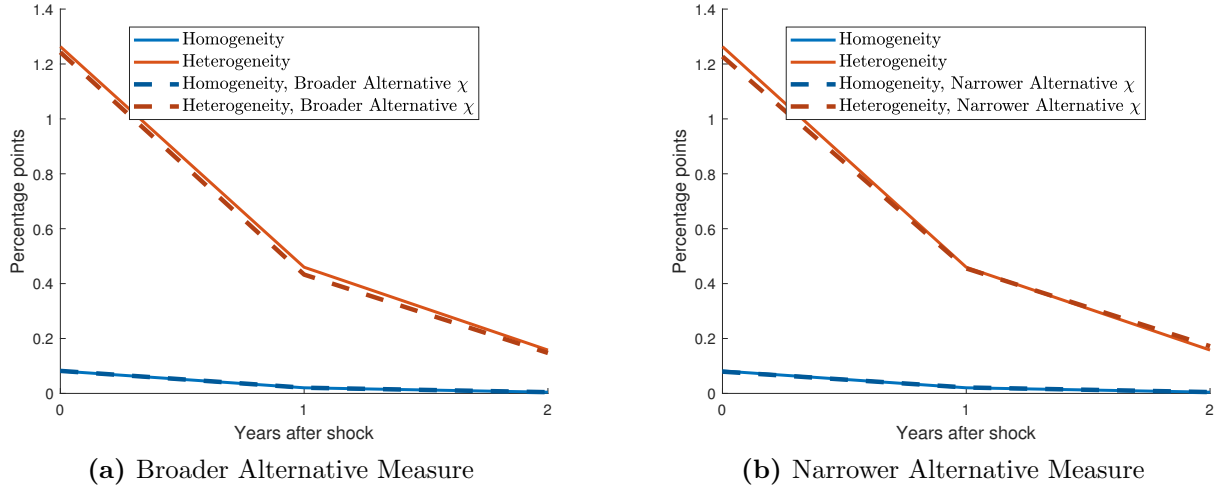 1.4
1.2
1
0.8
0.6
0.4
0.2
0
Percentage points
Homogeneity
Heterogeneity
Homogeneity, Broader Alternative χ
Heterogeneity, Broader Alternative χ
0 1 2
Years after shock
(a) Broader Alternative Measure
1.4
1.2
1
0.8
0.6
0.4
0.2
0
Percentage points
Homogeneity
Heterogeneity
Homogeneity, Narrower Alternative χ
Heterogeneity, Narrower Alternative χ
0 1 2
Years after shock
(b) Narrower Alternative Measure